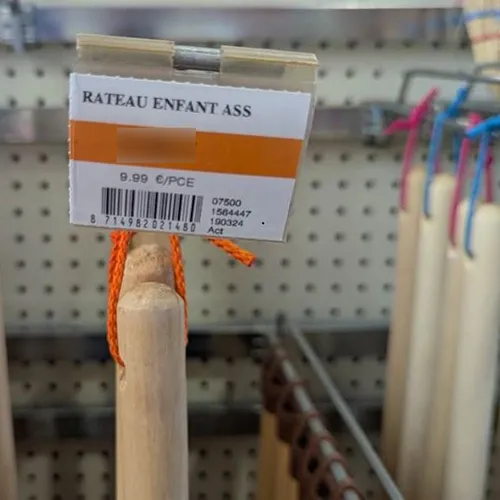 RATEAU ENFANT ASS
9.99 €/PCE
07500
1564447
190324
Act
8 714982 021480